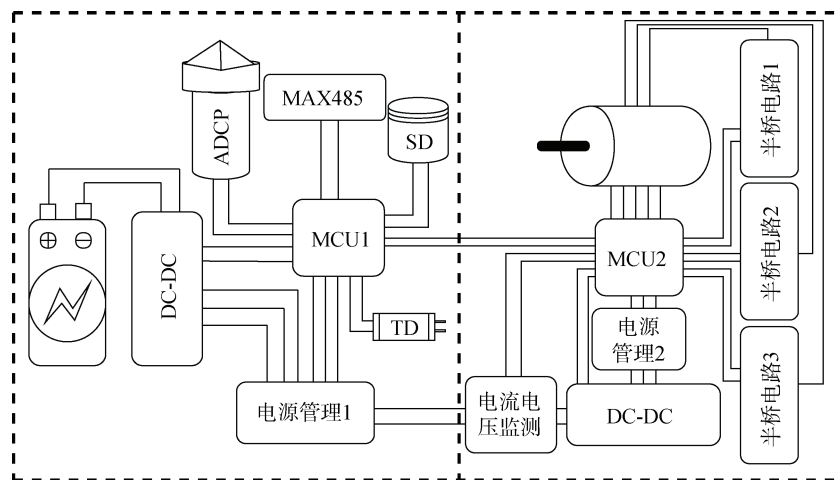 ADCP
MAX485
SD
MCU1
DC-DC
TD
电源管理1
半桥电路1
半桥电路2
半桥电路3
MCU2
电源
管理2
电流电
压监测
DC-DC